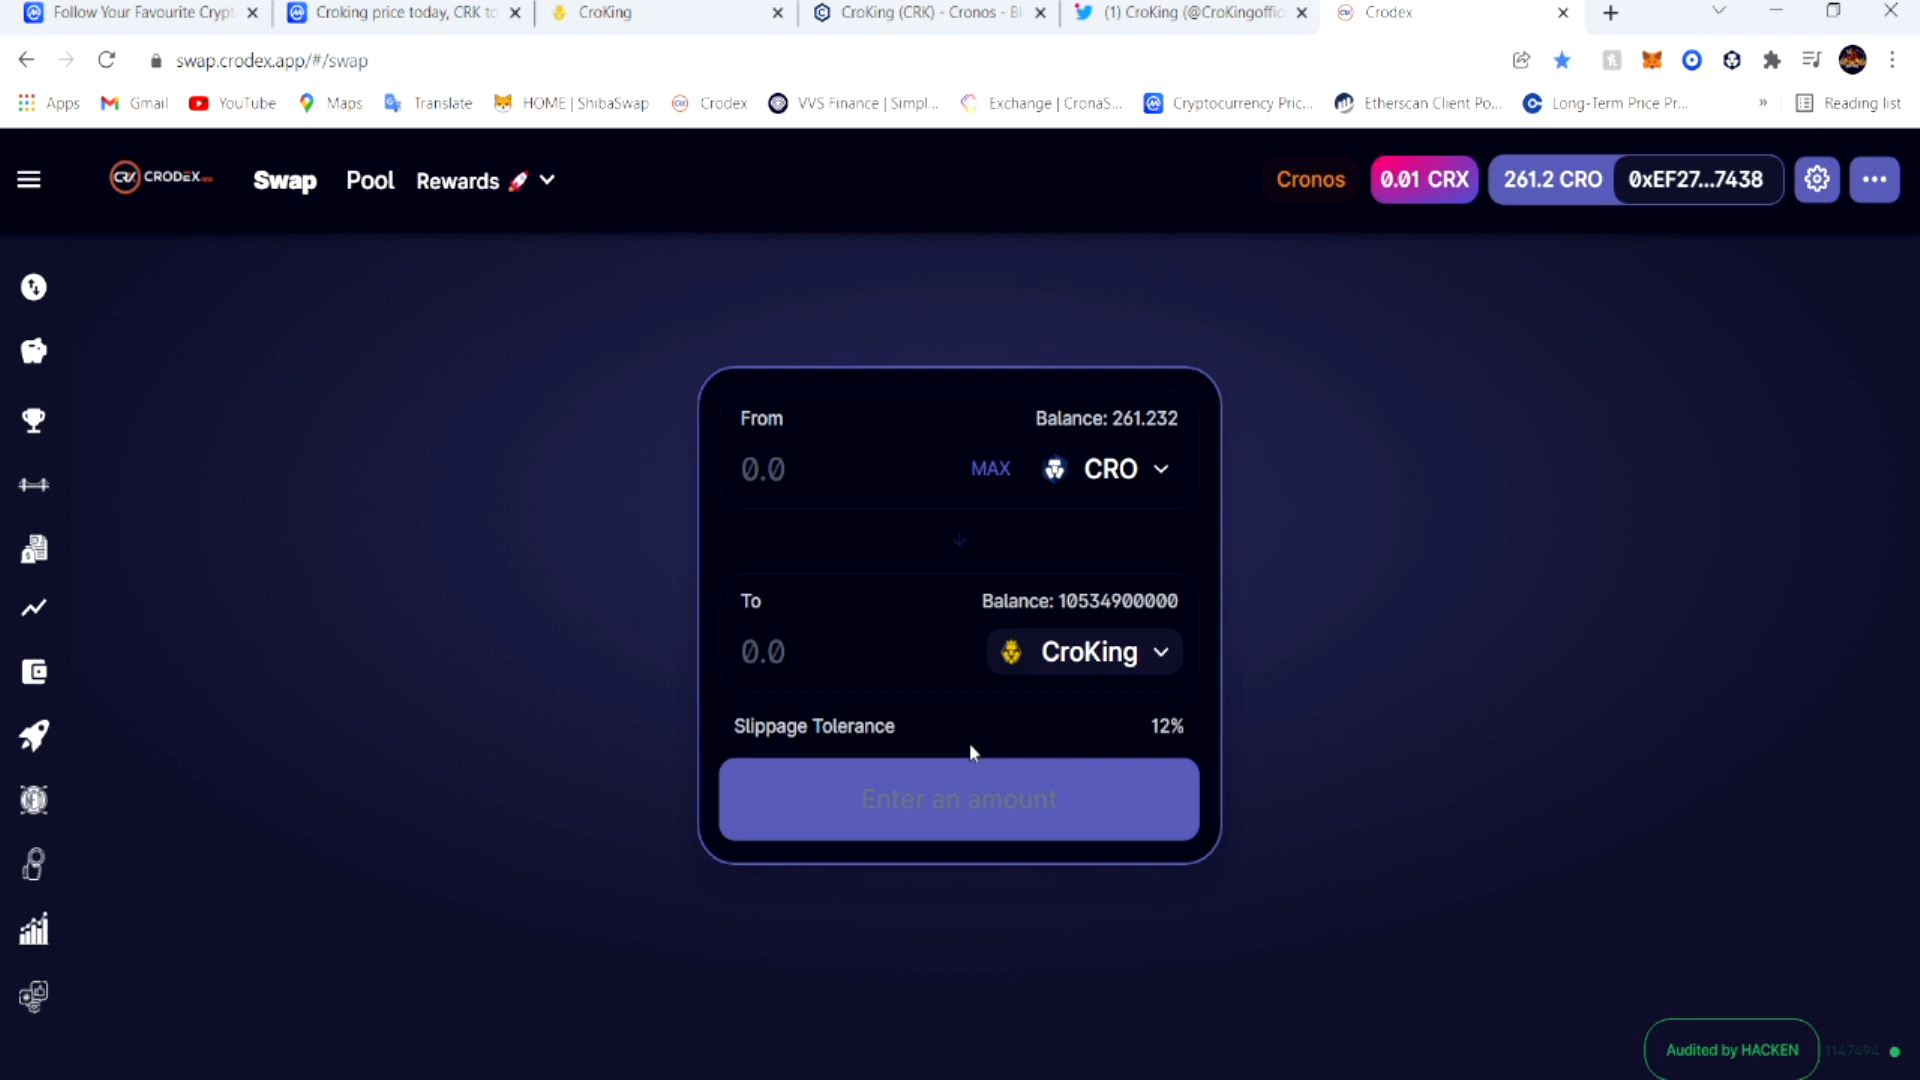 Follow Your Favourite Crypt
Croking price today, CRK to
CroKing
CroKing (CRK) - Cronos - Bl
(1) CroKing (@CroKingoffic
Crodex
swap.crodex.app/#/swap
Apps
Gmail
YouTube
Maps
Translate
HOME | ShibaSwap
Crodex
VVS Finance | Simpl...
Exchange | CronaS...
Cryptocurrency Pric...
Etherscan Client Po...
Long-Term Price Pr...
»
Reading list
CRODEX
Swap
Pool
Rewards
Cronos
0.01 CRX
261.2 CRO
0xEF27...7438
From
Balance: 261.232
0.0
MAX
CRO
To
Balance: 10534900000
0.0
CroKing
Slippage Tolerance
12%
Enter an amount
Audited by HACKEN
1147494